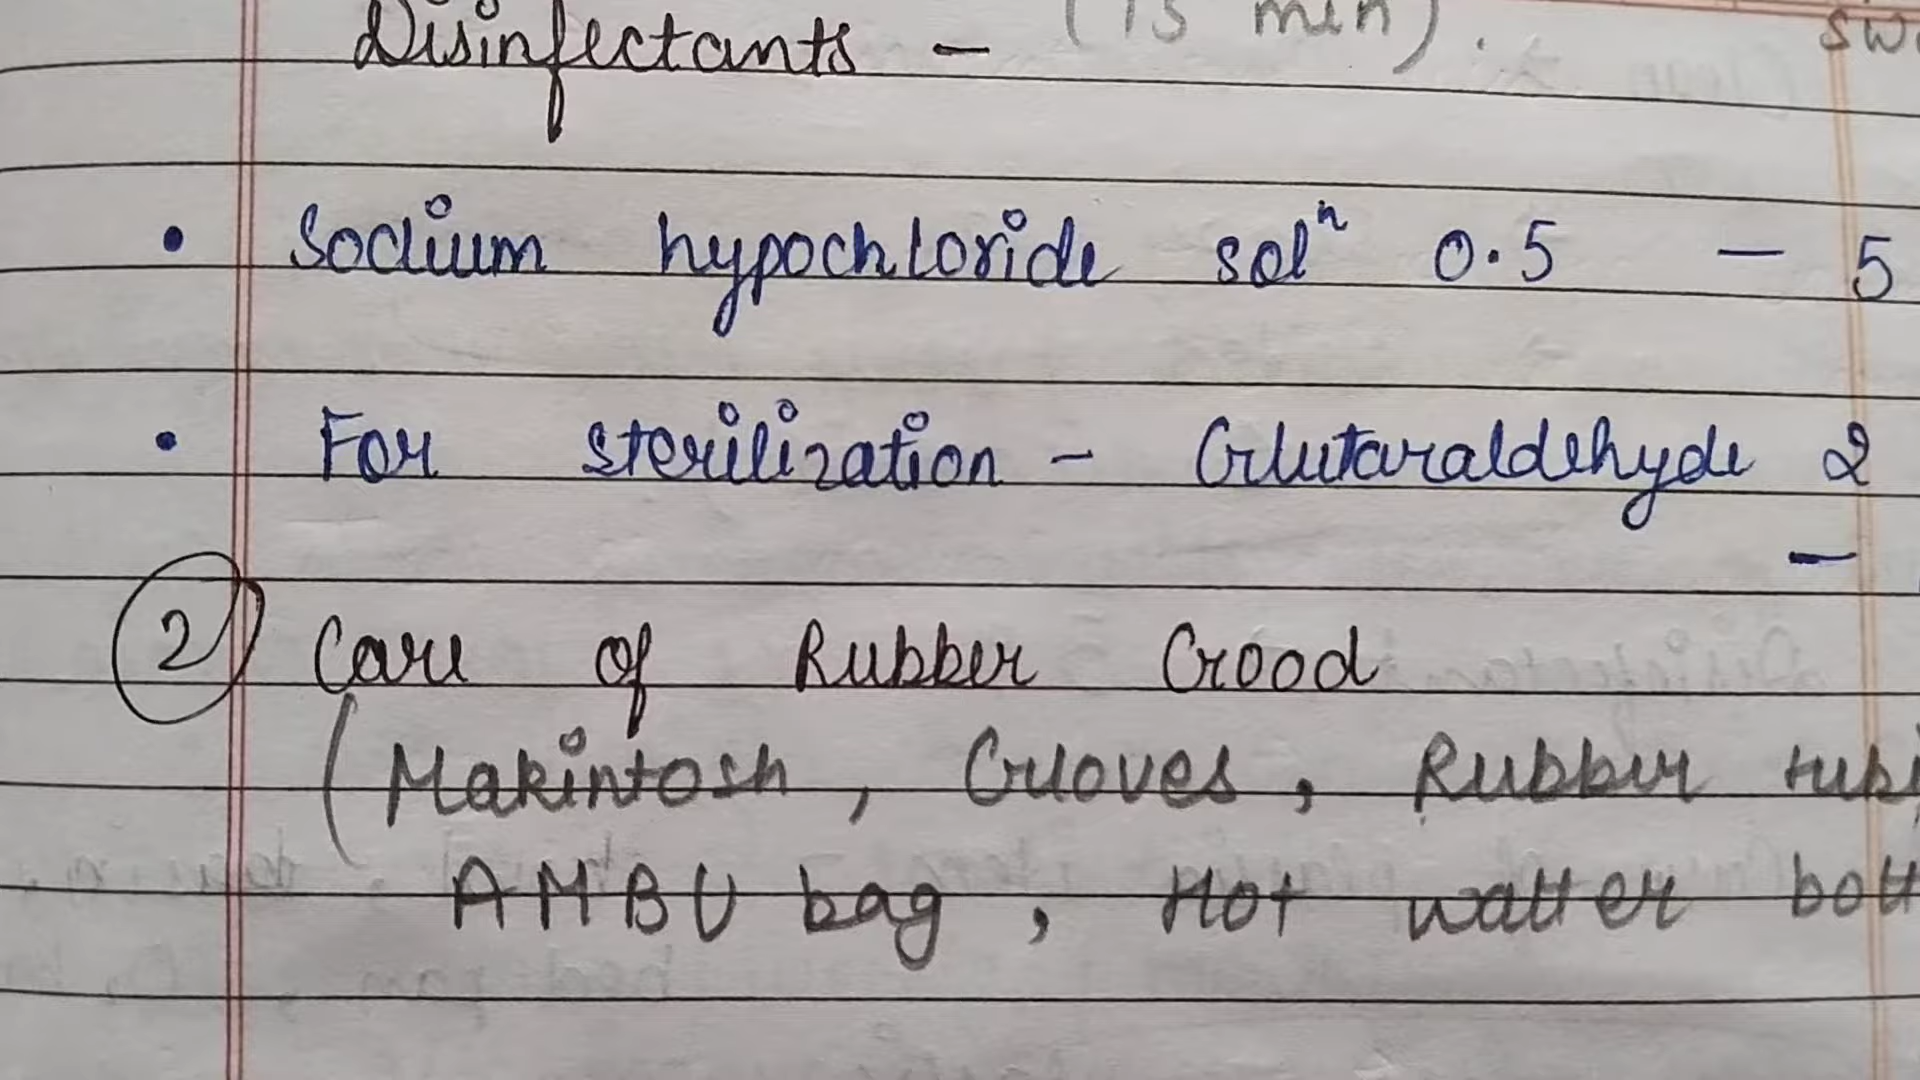 Disinfectants - (15 min).
• Sodium hypochloride solⁿ 0.5 - 5
• For sterilization - Glutaraldehyde 2
-
② Care of Rubber Good
(Makintosh, Gloves, Rubber
AMBU bag, Hot watter